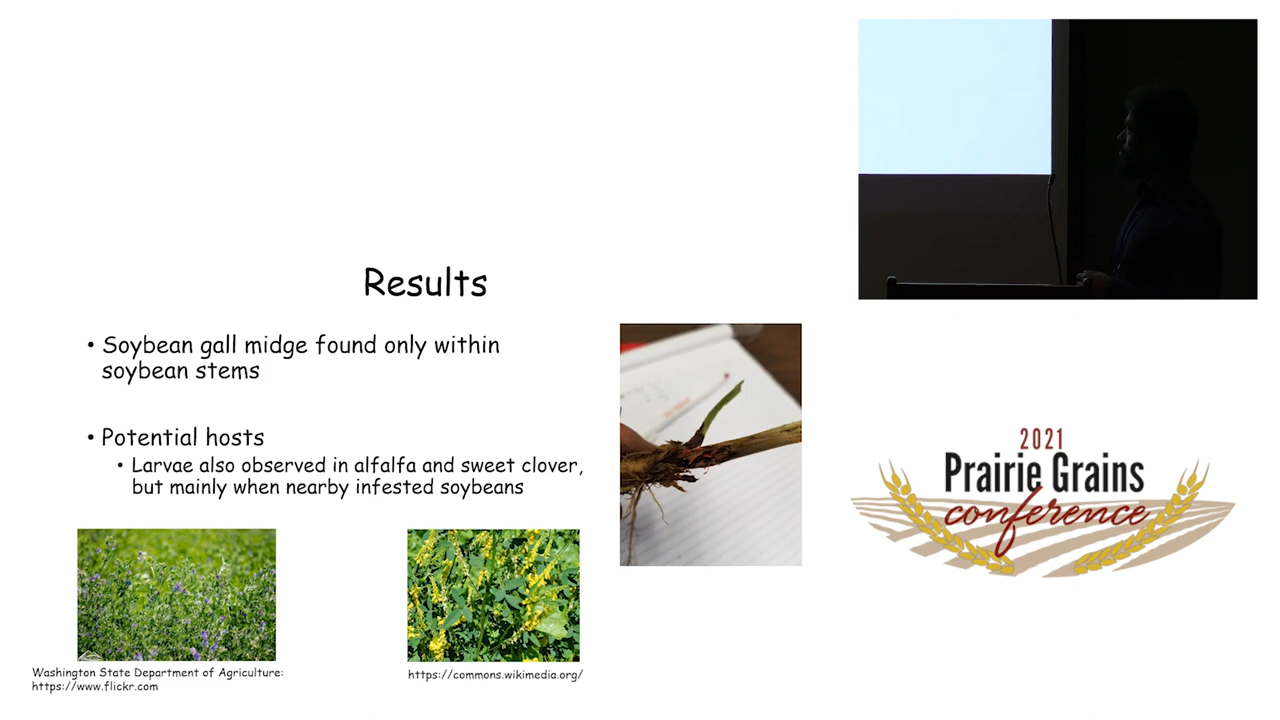 Results
• Soybean gall midge found only within
soybean stems
• Potential hosts
• Larvae also observed in alfalfa and sweet clover,
but mainly when nearby infested soybeans
Washington State Department of Agriculture:
https://www.flickr.com
https://commons.wikimedia.org/
2021
Prairie Grains
conference